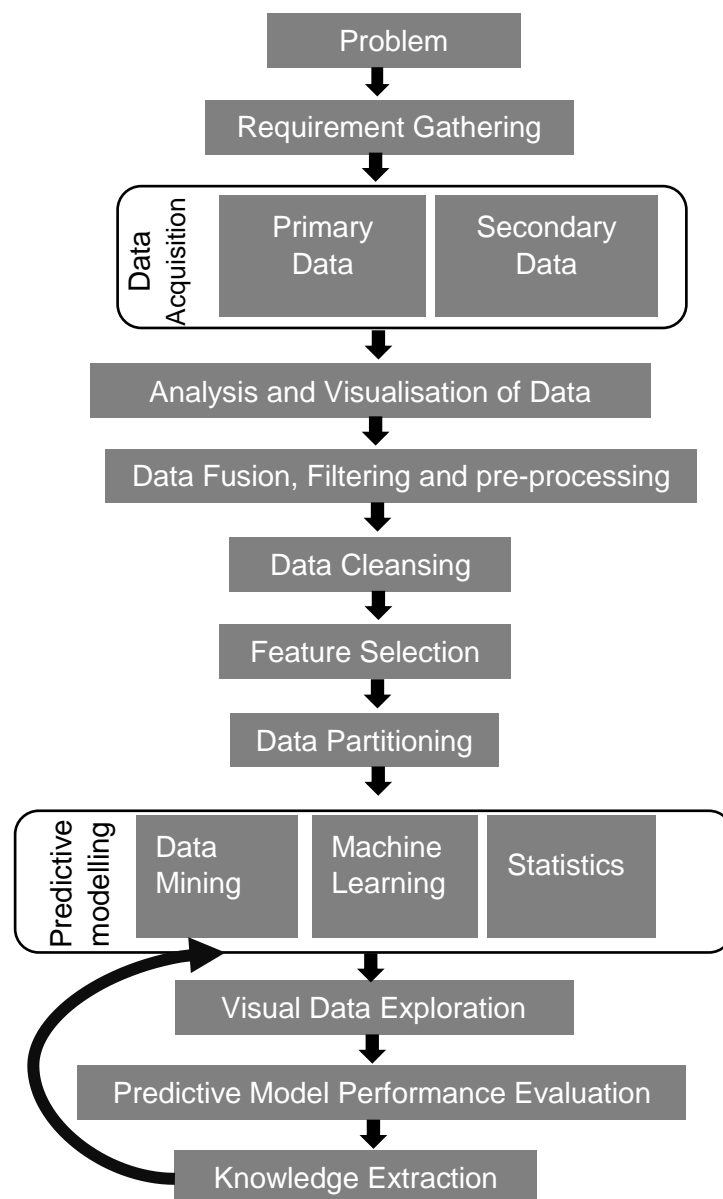 Problem
Requirement Gathering
Data
Acquisition
Primary
Data
Secondary
Data
Analysis and Visualisation of Data
Data Fusion, Filtering and pre-processing
Data Cleansing
Feature Selection
Data Partitioning
Predictive
modelling
Data
Mining
Machine
Learning
Statistics
Visual Data Exploration
Predictive Model Performance Evaluation
Knowledge Extraction